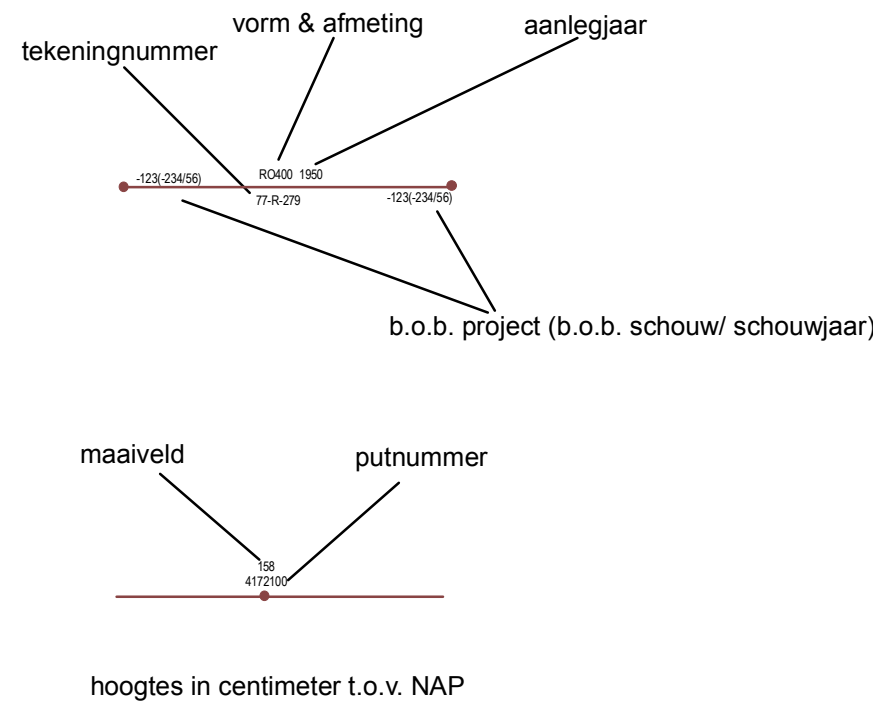 vorm & afmeting
aanlegjaar
tekeningnummer
-123(-234/56)
RO400 1950
77-R-279
-123(-234/56)
b.o.b. project (b.o.b. schouw/ schouwjaar)
maaiveld
putnummer
158
4172100
hoogtes in centimeter t.o.v. NAP